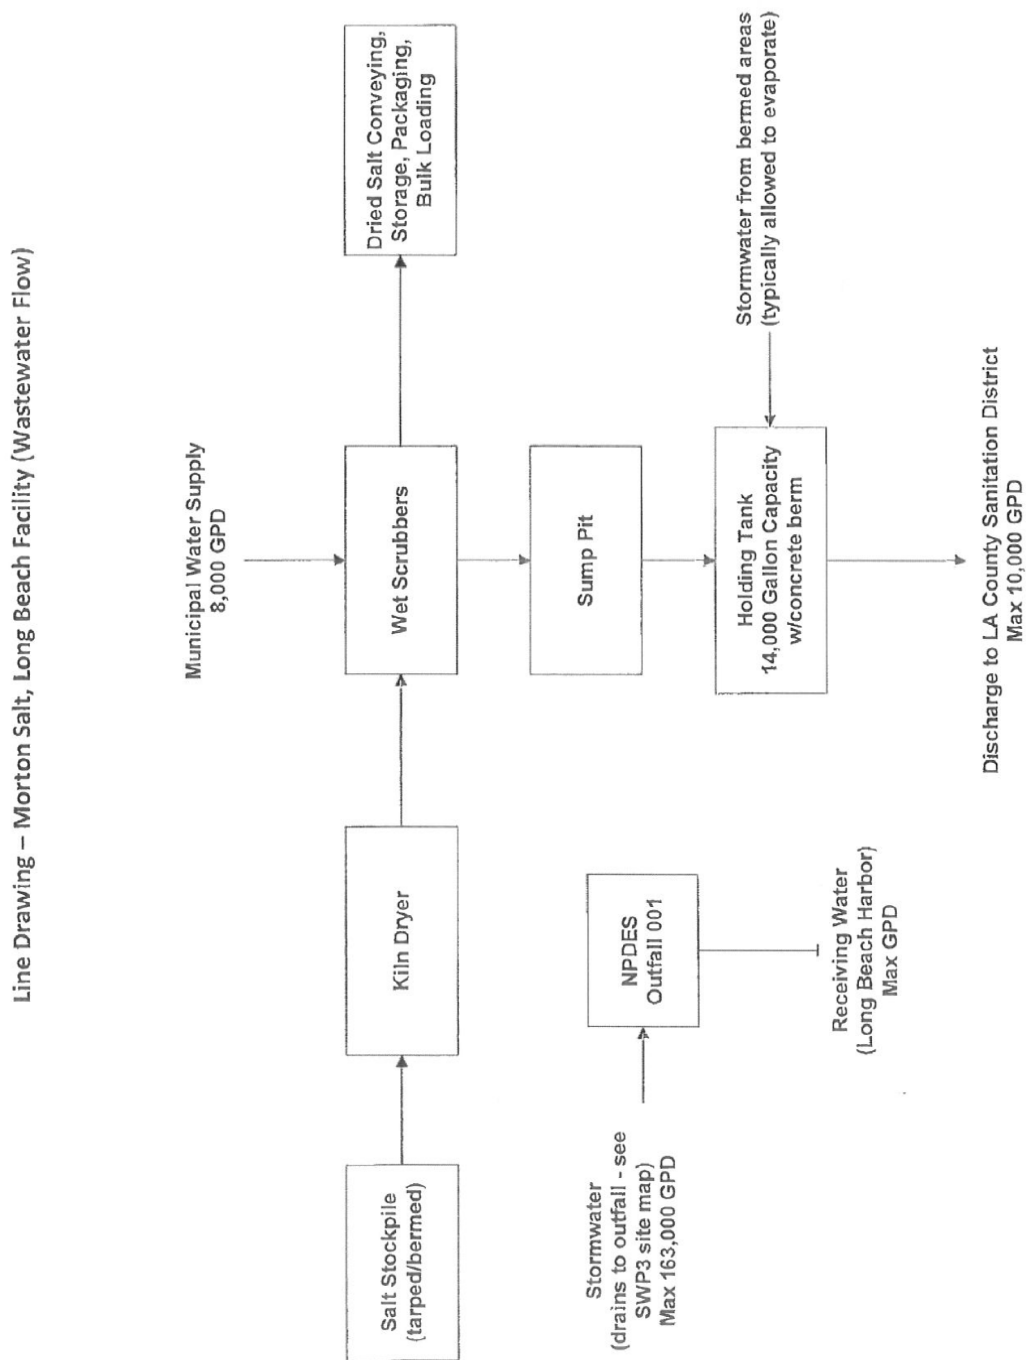 Line Drawing – Morton Salt, Long Beach Facility (Wastewater Flow)
Municipal Water Supply
8,000 GPD
Salt Stockpile
(tarped/bermed)
Kiln Dryer
Wet Scrubbers
Dried Salt Conveying,
Storage, Packaging,
Bulk Loading
Stormwater
(drains to outfall - see
SWP3 site map)
Max 163,000 GPD
NPDES
Outfall 001
Receiving Water
(Long Beach Harbor)
Max GPD
Sump Pit
Holding Tank
14,000 Gallon Capacity
w/concrete berm
Stormwater from bermed areas
(typically allowed to evaporate)
Discharge to LA County Sanitation District
Max 10,000 GPD